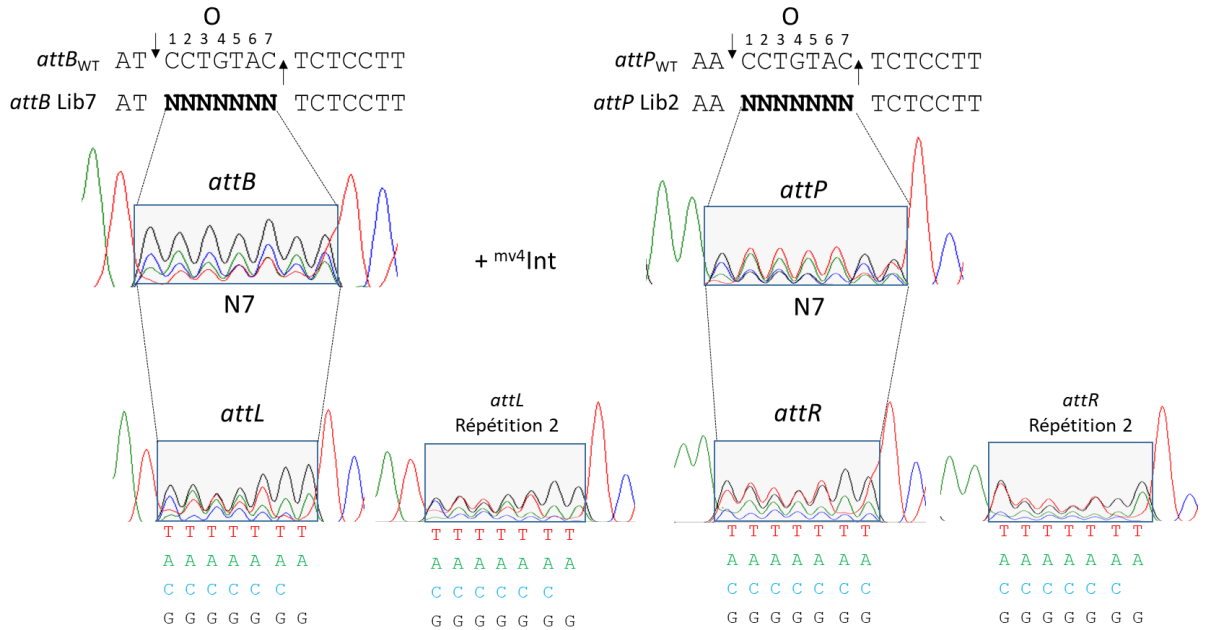 O
1 2 3 4 5 6 7
attBWT AT CCTGTAC TCTCCTT
attB Lib7 AT NNNNNNN TCTCCTT
attB
N7
O
1 2 3 4 5 6 7
attPWT AA CCTGTAC TCTCCTT
attP Lib2 AA NNNNNNN TCTCCTT
attP
N7
+ mv4Int
attL
T T T T T T T
A A A A A A A
C C C C C C
G G G G G G G
attL
Répétition 2
T T T T T T T
A A A A A A A
C C C C C C
G G G G G G G
attR
T T T T T T T
A A A A A A A
C C C C C C C
G G G G G G G
attR
Répétition 2
T T T T T T T
A A A A A A A
C C C C C C
G G G G G G G